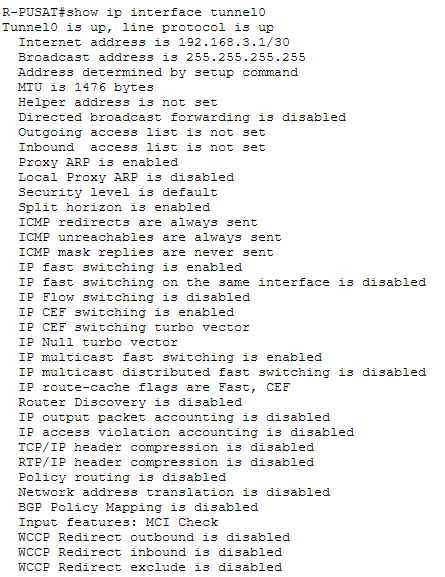 R-PUSAT#show ip interface tunnel0
Tunnel0 is up, line protocol is up
  Internet address is 192.168.3.1/30
  Broadcast address is 255.255.255.255
  Address determined by setup command
  MTU is 1476 bytes
  Helper address is not set
  Directed broadcast forwarding is disabled
  Outgoing access list is not set
  Inbound  access list is not set
  Proxy ARP is enabled
  Local Proxy ARP is disabled
  Security level is default
  Split horizon is enabled
  ICMP redirects are always sent
  ICMP unreachables are always sent
  ICMP mask replies are never sent
  IP fast switching is enabled
  IP fast switching on the same interface is disabled
  IP Flow switching is disabled
  IP CEF switching is enabled
  IP CEF switching turbo vector
  IP Null turbo vector
  IP multicast fast switching is enabled
  IP multicast distributed fast switching is disabled
  IP route-cache flags are Fast, CEF
  Router Discovery is disabled
  IP output packet accounting is disabled
  IP access violation accounting is disabled
  TCP/IP header compression is disabled
  RTP/IP header compression is disabled
  Policy routing is disabled
  Network address translation is disabled
  BGP Policy Mapping is disabled
  Input features: MCI Check
  WCCP Redirect outbound is disabled
  WCCP Redirect inbound is disabled
  WCCP Redirect exclude is disabled